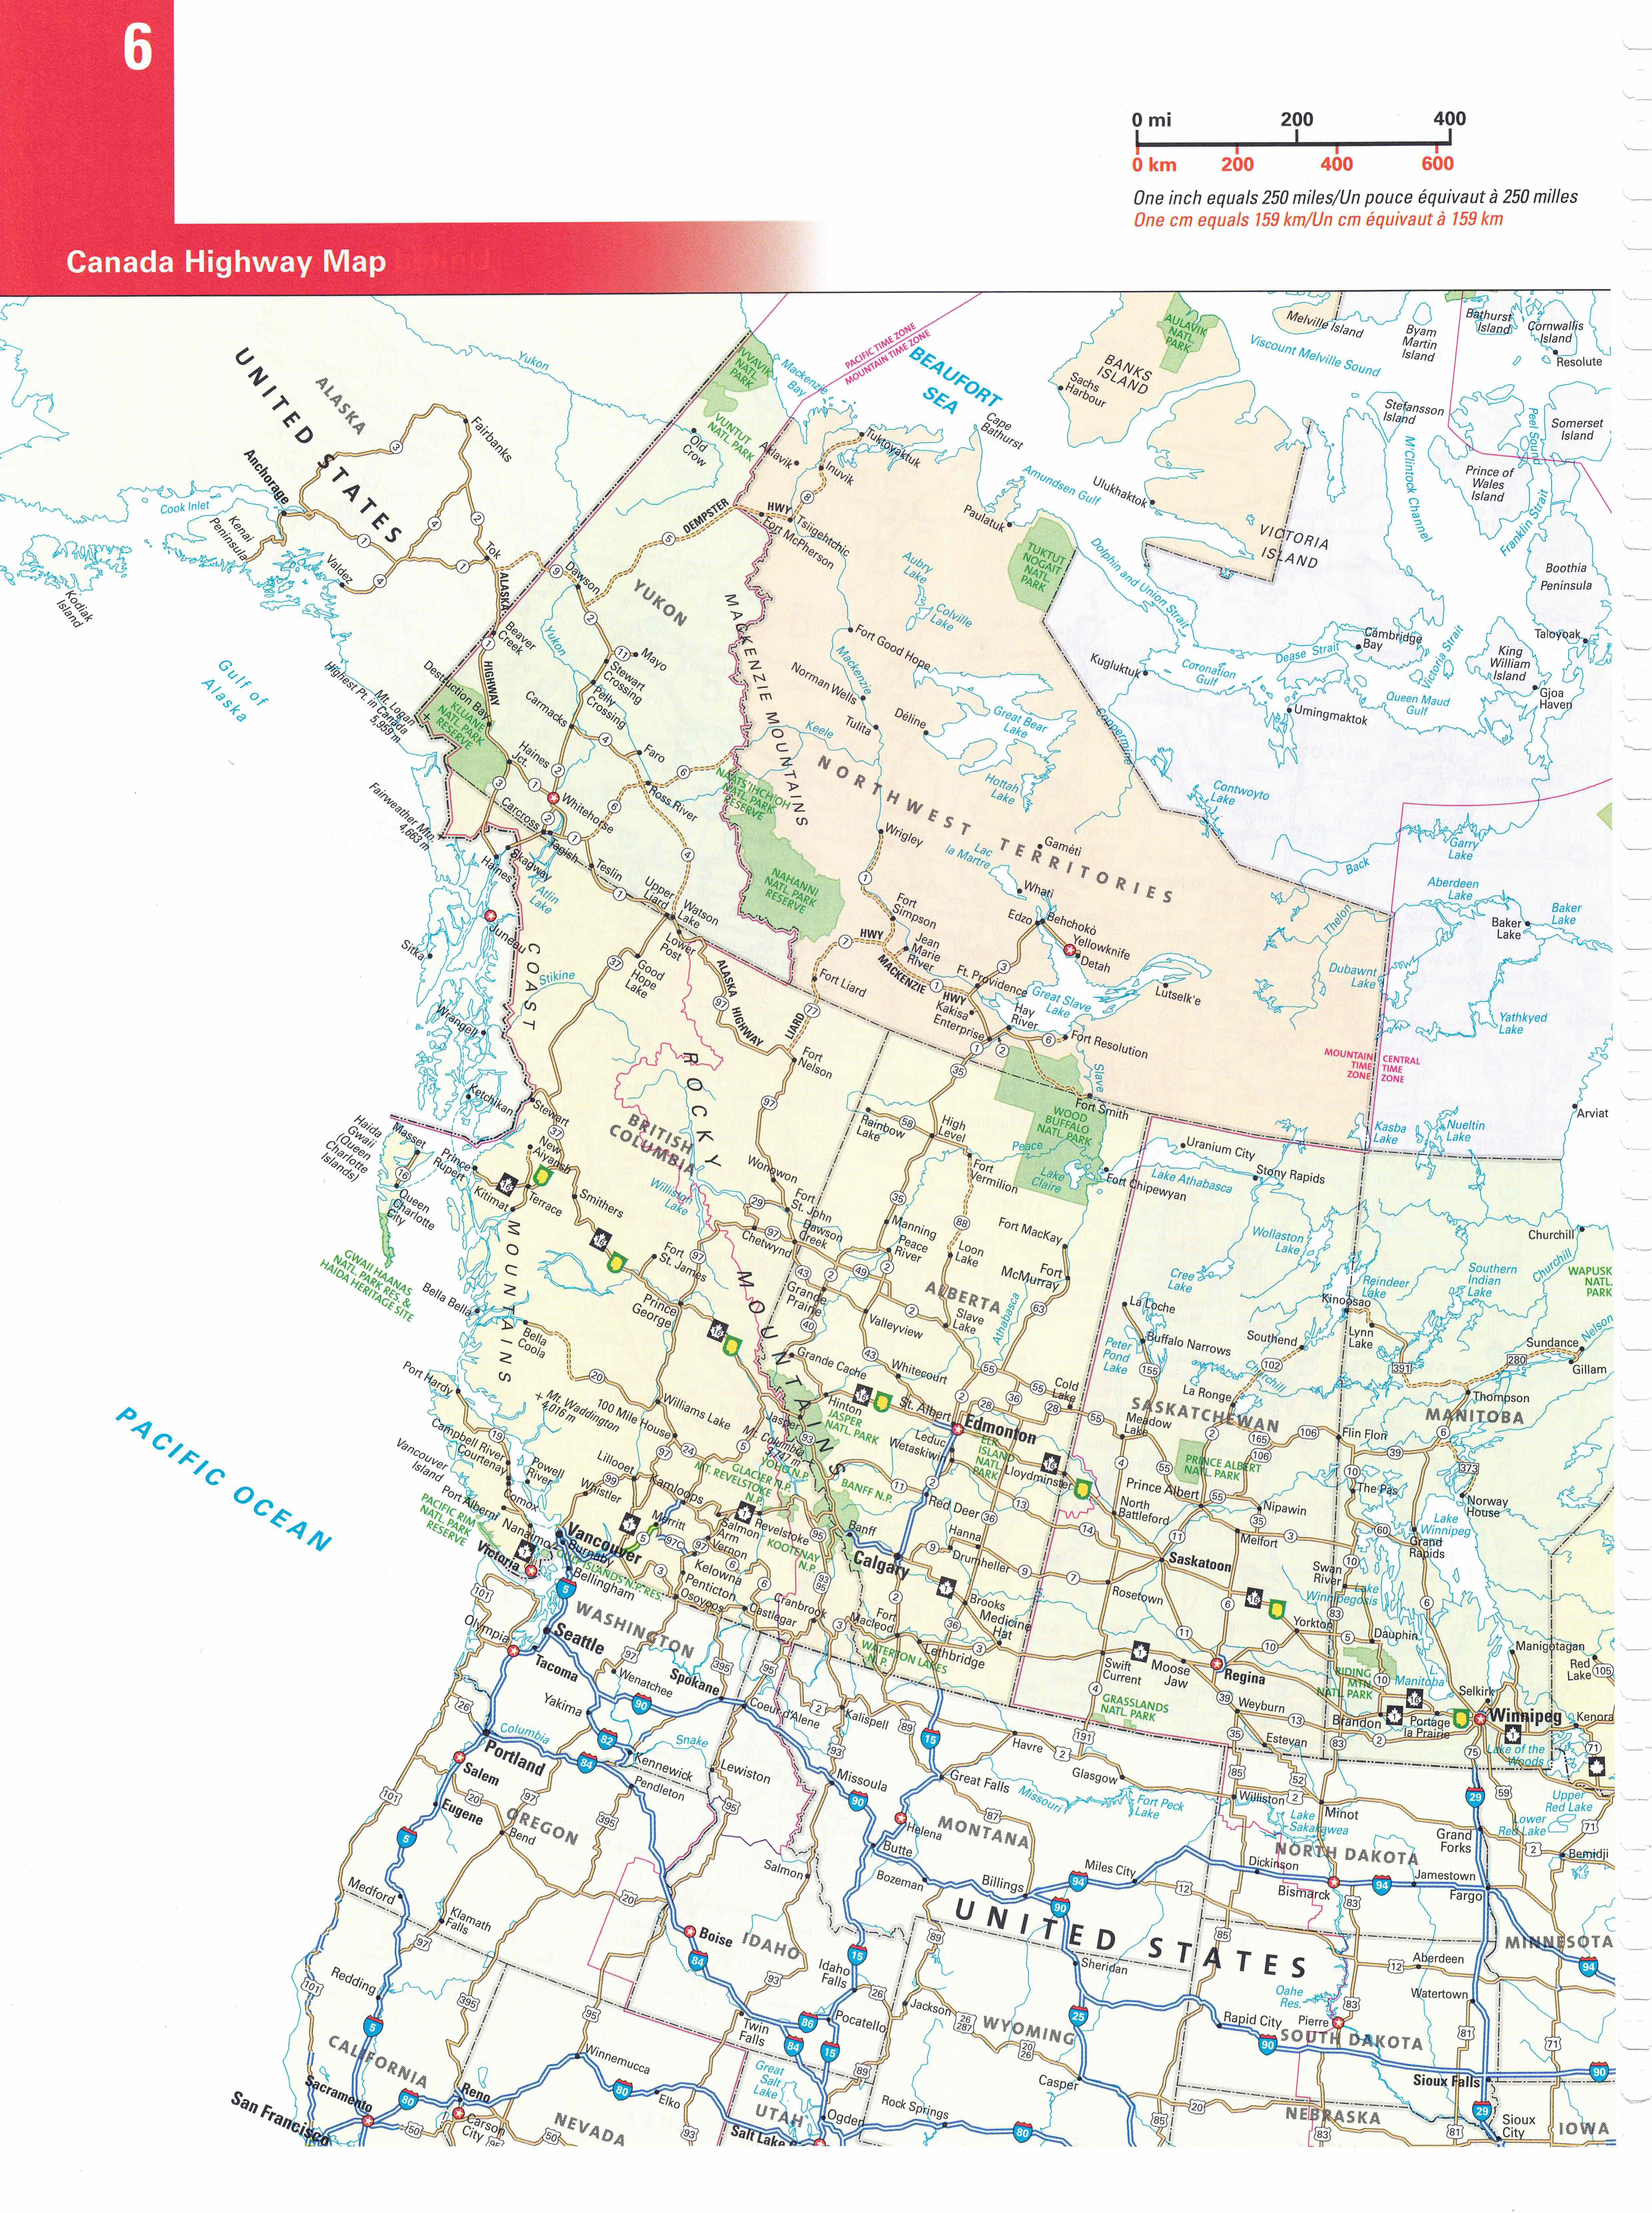 6
Canada Highway Map
0 mi 200 400
0 km 200 400 600
One inch equals 250 miles/Un pouce équivaut à 250 milles
One cm equals 159 km/Un cm équivaut à 159 km
PACIFIC TIME ZONE
MOUNTAIN TIME ZONE
BEAUFORT
SEA
AULAVIK
NATL.
PARK
Melville Island
Byam
Martin
Island
Bathurst
Island
Cornwallis
Island
Resolute
Viscount Melville Sound
BANKS
ISLAND
Sachs
Harbour
Stefansson
Island
Somerset
Island
Peel Sound
Prince of
Wales
Island
M'Clintock Channel
Franklin Strait
Boothia
Peninsula
UNITED STATES
ALASKA
Yukon
Fairbanks
Anchorage
Cook Inlet
Kenai
Peninsula
Valdez
Kodiak
Island
Tok
ALASKA
HIGHWAY
Gulf of
Alaska
IVVAVIK
NATL.
PARK
Mackenzie
Bay
VUNTUT
NATL. PARK
Old
Crow
Aklavik
Tuktoyaktuk
Inuvik
Cape
Bathurst
Amundsen Gulf
Ulukhaktok
Paulatuk
TUKTUT
NOGAIT
NATL.
PARK
VICTORIA
ISLAND
Dolphin and Union Strait
DEMPSTER
HWY
Tsiigehtchic
Fort McPherson
Dawson
YUKON
Beaver
Creek
Yukon
Mayo
Stewart
Crossing
Pelly
Crossing
Carmacks
Destruction Bay
KLUANE
NATL. PARK
RESERVE
Mt. Logan
Highest Pt. in Canada
5,959 m
Haines
Jct.
Faro
Ross River
Whitehorse
Carcross
Tagish
Teslin
Fairweather Mtn.
4,663 m
Haines
Skagway
Atlin
Lake
Juneau
Sitka
Upper
Liard
Watson
Lake
Lower
Post
MACKENZIE MOUNTAINS
Aubry
Lake
Colville
Lake
Fort Good Hope
Mackenzie
Norman Wells
Tulita
Déline
Great Bear
Lake
Keele
Hottah
Lake
NORTHWEST TERRITORIES
Coppermine
Kugluktuk
Coronation
Gulf
Dease Strait
Cambridge
Bay
Victoria Strait
King
William
Island
Taloyoak
Gjoa
Haven
Queen Maud
Gulf
Umingmaktok
Contwoyto
Lake
NAATS'IHCH'OH
NATL. PARK
RESERVE
NAHANNI
NATL. PARK
RESERVE
Wrigley
Lac
la Martre
Gamèti
Whati
Edzo
Behchokò
Yellowknife
Detah
Fort
Simpson
Jean
Marie
River
HWY
MACKENZIE
HWY
Ft. Providence
Fort Liard
Kakisa
Enterprise
Hay
River
Great Slave
Lake
Lutselk'e
Fort Resolution
Slave
Fort Smith
Back
Garry
Lake
Aberdeen
Lake
Baker
Lake
Baker
Lake
Thelon
Dubawnt
Lake
Yathkyed
Lake
MOUNTAIN
TIME
ZONE
CENTRAL
TIME
ZONE
Arviat
Kasba
Lake
Nueltin
Lake
COAST
MOUNTAINS
Stikine
Good
Hope
Lake
ALASKA
HIGHWAY
LIARD
Fort
Nelson
Wrangell
Ketchikan
Stewart
ROCKY
MOUNTAINS
BRITISH
COLUMBIA
Haida
Gwaii
(Queen
Charlotte
Islands)
Masset
Queen
Charlotte
City
Prince
Rupert
New
Aiyansh
Kitimat
Terrace
Smithers
Williston
Lake
Wonowon
Fort
St. John
Dawson
Creek
Chetwynd
Fort
St. James
Prince
George
GWAII HAANAS
NATL. PARK RES. &
HAIDA HERITAGE SITE
Bella Bella
Bella
Coola
Port Hardy
Mt. Waddington
4,016 m
Williams Lake
100 Mile House
Campbell River
Courtenay
Vancouver
Island
Powell
River
Comox
Port Alberni
Nanaimo
PACIFIC RIM
NATL. PARK
RESERVE
Victoria
Lillooet
Whistler
Kamloops
Merritt
Vancouver
Burnaby
GULF ISLANDS N.P. RES.
Bellingham
Salmon
Arm
Vernon
Revelstoke
Kelowna
Penticton
Osoyoos
Castlegar
Cranbrook
Mt. Columbia
3,747 m
YOHO N.P.
GLACIER N.P.
MT. REVELSTOKE
N.P.
KOOTENAY
N.P.
BANFF N.P.
Banff
Jasper
JASPER
NATL. PARK
Hinton
Grande Cache
Rainbow
Lake
High
Level
Fort
Vermilion
WOOD
BUFFALO
NATL. PARK
Peace
Lake
Claire
Fort Chipewyan
Manning
Peace
River
Loon
Lake
Fort MacKay
Fort
McMurray
ALBERTA
Grande
Prairie
Slave
Lake
Athabasca
Valleyview
Whitecourt
St. Albert
Edmonton
Cold
Lake
Leduc
Wetaskiwin
ELK
ISLAND
NATL.
PARK
Lloydminster
Red Deer
Hanna
Drumheller
Calgary
Brooks
Medicine
Hat
Fort
Macleod
Lethbridge
WATERTON LAKES
N.P.
Uranium City
Stony Rapids
Lake Athabasca
Wollaston
Lake
Cree
Lake
Reindeer
Lake
Kinoosao
La Loche
Buffalo Narrows
Peter
Pond
Lake
Southend
Churchill
La Ronge
SASKATCHEWAN
Meadow
Lake
PRINCE ALBERT
NATL. PARK
Prince Albert
Nipawin
North
Battleford
Melfort
Saskatoon
Rosetown
Yorkton
Swift
Current
Moose
Jaw
Regina
GRASSLANDS
NATL. PARK
Weyburn
Estevan
Churchill
Churchill
WAPUSK
NATL.
PARK
Southern
Indian
Lake
Lynn
Lake
Sundance
Nelson
Gillam
Thompson
MANITOBA
Flin Flon
The Pas
Norway
House
Lake
Winnipeg
Grand
Rapids
Swan
River
Lake
Winnipegosis
Dauphin
RIDING
MTN.
NATL. PARK
L.
Manitoba
Manigotagan
Red
Lake
Selkirk
Brandon
Portage
la Prairie
Winnipeg
Kenora
Lake of the
Woods
PACIFIC OCEAN
WASHINGTON
Olympia
Seattle
Tacoma
Wenatchee
Spokane
Yakima
Coeur d'Alene
Columbia
Kennewick
Snake
Lewiston
Portland
Salem
Pendleton
Eugene
OREGON
Bend
Medford
Klamath
Falls
Redding
CALIFORNIA
Sacramento
San Francisco
Reno
Carson
City
NEVADA
Winnemucca
Elko
Kalispell
Missoula
Great Falls
Havre
Glasgow
Missouri
Fort Peck
Lake
Helena
MONTANA
Butte
Salmon
Bozeman
Billings
Miles City
Boise
IDAHO
Idaho
Falls
Twin
Falls
Pocatello
Great
Salt
Lake
UTAH
Ogden
Salt Lake
Jackson
WYOMING
Sheridan
Casper
Rock Springs
UNITED STATES
Williston
Minot
Lake
Sakakawea
NORTH DAKOTA
Dickinson
Bismarck
Jamestown
Grand
Forks
Fargo
Upper
Red Lake
Lower
Red Lake
Bemidji
MINNESOTA
Aberdeen
Oahe
Res.
Watertown
Pierre
Rapid City
SOUTH DAKOTA
Sioux Falls
NEBRASKA
Sioux
City
IOWA